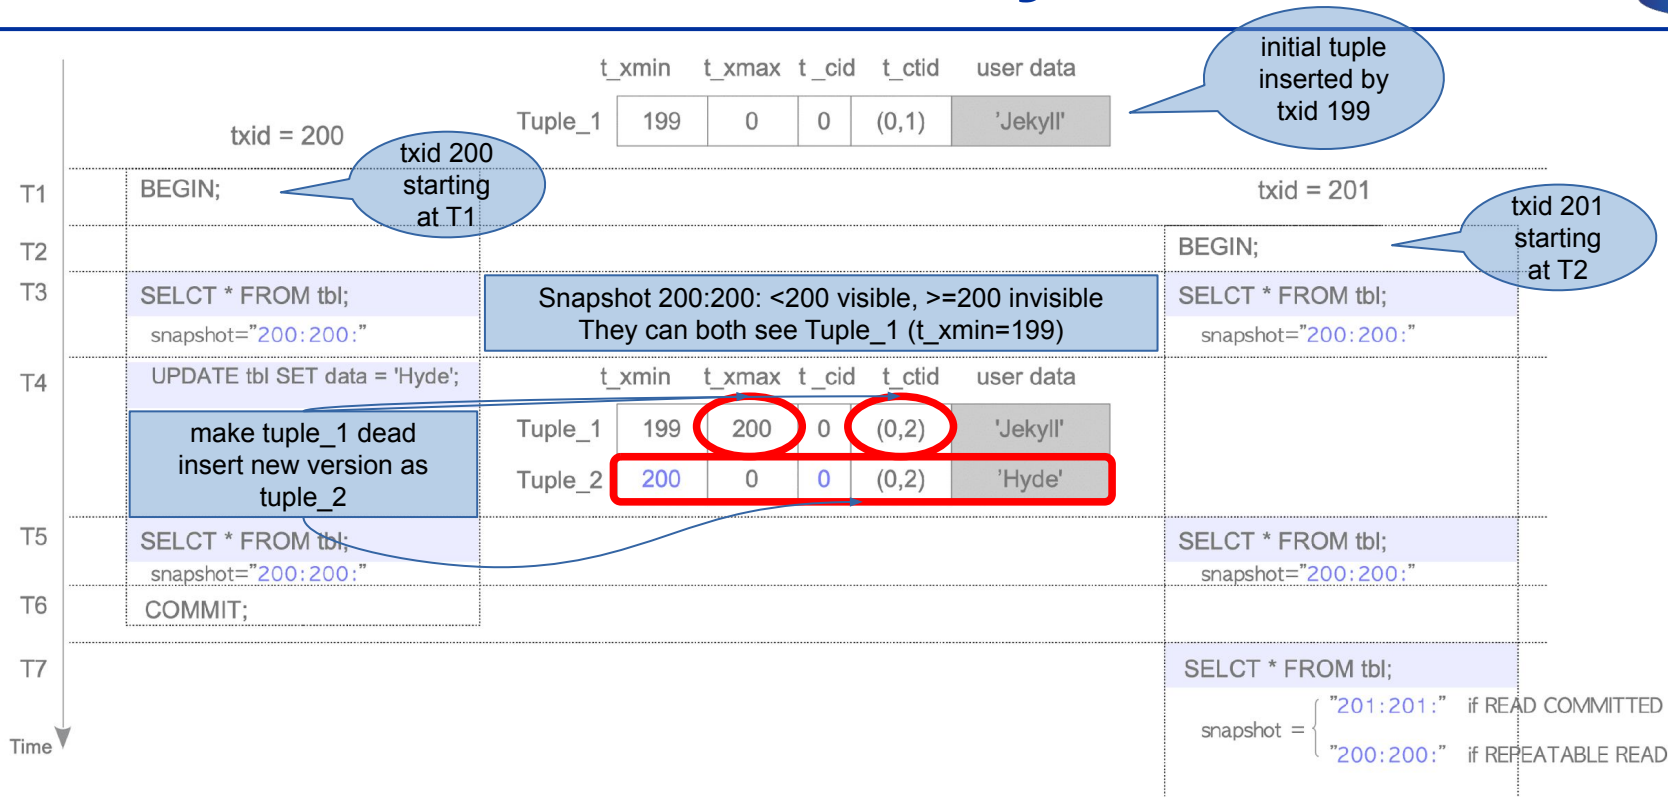 t_xmin t_xmax t_cid t_ctid user data
Tuple_1 199 0 0 (0,1) 'Jekyll'
initial tuple
inserted by
txid 199
txid = 200
txid 200
starting
at T1
T1 BEGIN;
txid = 201
txid 201
starting
at T2
T2 BEGIN;
T3 SELCT * FROM tbl;
snapshot="200:200:"
Snapshot 200:200: <200 visible, >=200 invisible
They can both see Tuple_1 (t_xmin=199)
SELCT * FROM tbl;
snapshot="200:200:"
T4 UPDATE tbl SET data = 'Hyde';
make tuple_1 dead
insert new version as
tuple_2
t_xmin t_xmax t_cid t_ctid user data
Tuple_1 199 200 0 (0,2) 'Jekyll'
Tuple_2 200 0 0 (0,2) 'Hyde'
T5 SELCT * FROM tbl;
snapshot="200:200:"
SELCT * FROM tbl;
snapshot="200:200:"
T6 COMMIT;
T7 SELCT * FROM tbl;
snapshot =
"201:201:" if READ COMMITTED
"200:200:" if REPEATABLE READ
Time